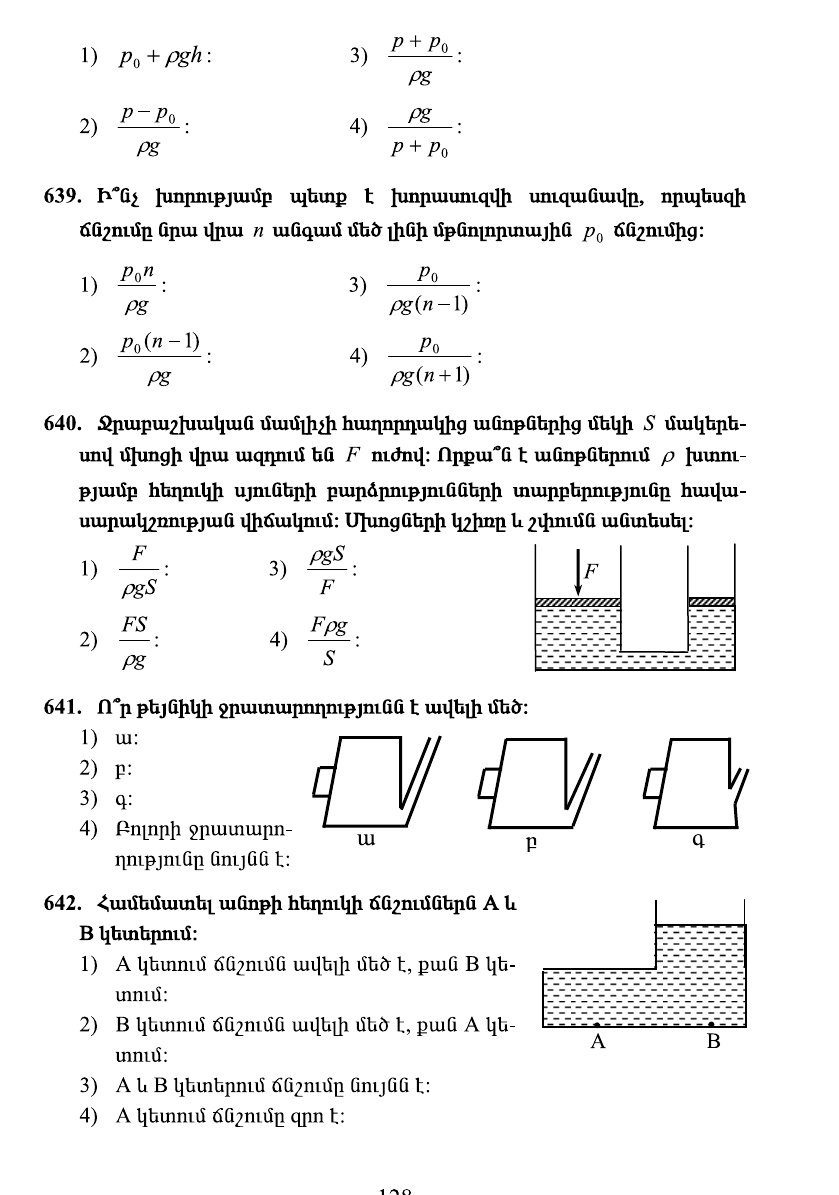 1) p₀ + ρgh։ 3) (p + p₀)/(ρg)։
2) (p − p₀)/(ρg)։ 4) (ρg)/(p + p₀)։
639. Ի՞նչ խորությամբ պետք է խորասուզվի սուզանավը, որպեսզի
ճնշումը նրա վրա n անգամ մեծ լինի մթնոլորտային p₀ ճնշումից։
1) (p₀n)/(ρg)։ 3) p₀/(ρg(n −1))։
2) (p₀(n −1))/(ρg)։ 4) p₀/(ρg(n +1))։
640. Ջրաբաշխական մամլիչի հաղորդակից անոթներից մեկի S մակերե-
սով մխոցի վրա ազդում են F ուժով։ Որքա՞ն է անոթներում ρ խտու-
թյամբ հեղուկի սյուների բարձրությունների տարբերությունը հավա-
սարակշռության վիճակում։ Մխոցների կշիռը և շփումն անտեսել։
1) F/(ρgS)։ 3) (ρgS)/F։
F
2) (FS)/(ρg)։ 4) (Fρg)/S։
641. Ո՞ր թեյնիկի ջրատարողությունն է ավելի մեծ։
1) ա։
2) բ։
3) գ։
4) Բոլորի ջրատարո-
ղությունը նույնն է։
ա բ գ
642. Համեմատել անոթի հեղուկի ճնշումներն A և
B կետերում։
1) A կետում ճնշումն ավելի մեծ է, քան B կե-
տում։
2) B կետում ճնշումն ավելի մեծ է, քան A կե-
տում։
3) A և B կետերում ճնշումը նույնն է։
4) A կետում ճնշումը զրո է։
A B
128